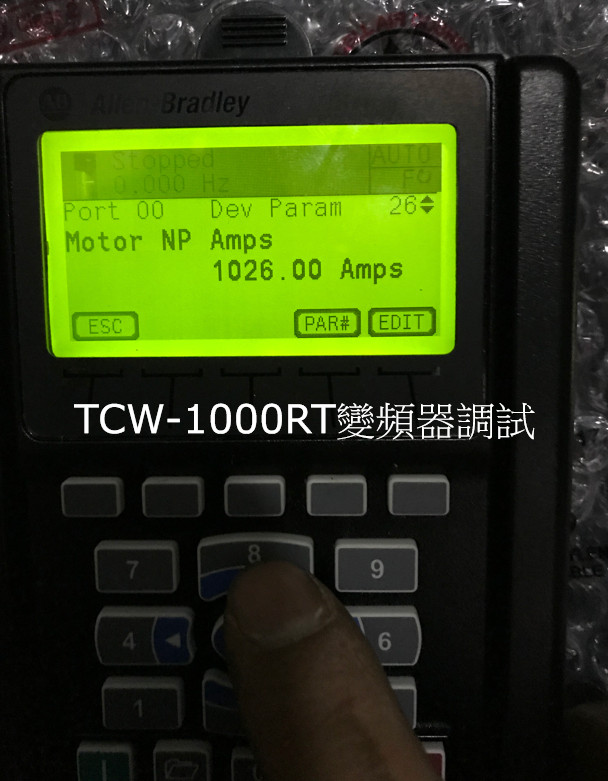 Allen-Bradley
Stopped AUTO
0.000 Hz F
Port 00 Dev Param 26
Motor NP Amps
1026.00 Amps
ESC PAR# EDIT
TCW-1000RT變頻器調試
7 8 9
4 6
1